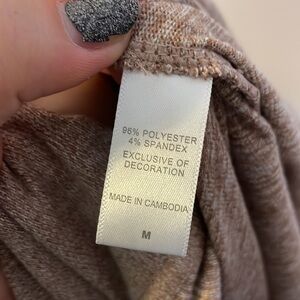 96% POLYESTER
4% SPANDEX
EXCLUSIVE OF
DECORATION
MADE IN CAMBODIA
M